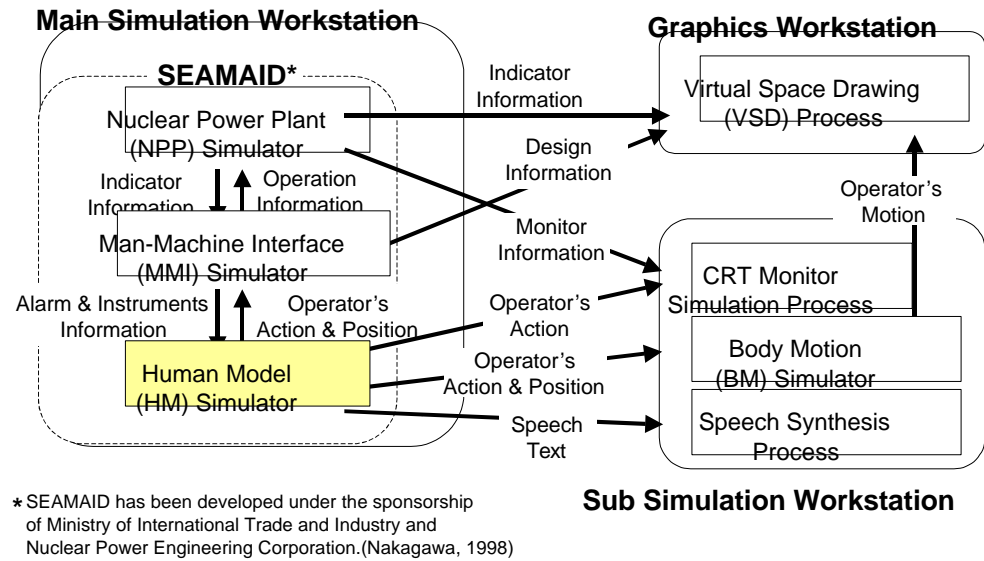 Main Simulation Workstation
SEAMAID*
Nuclear Power Plant
(NPP) Simulator
Indicator
Information
Operation
Information
Man-Machine Interface
(MMI) Simulator
Alarm & Instruments
Information
Operator's
Action & Position
Human Model
(HM) Simulator
Indicator
Information
Design
Information
Monitor
Information
Operator's
Action
Operator's
Action & Position
Speech
Text
Graphics Workstation
Virtual Space Drawing
(VSD) Process
Operator's
Motion
CRT Monitor
Simulation Process
Body Motion
(BM) Simulator
Speech Synthesis
Process
Sub Simulation Workstation
* SEAMAID has been developed under the sponsorship
of Ministry of International Trade and Industry and
Nuclear Power Engineering Corporation.(Nakagawa, 1998)